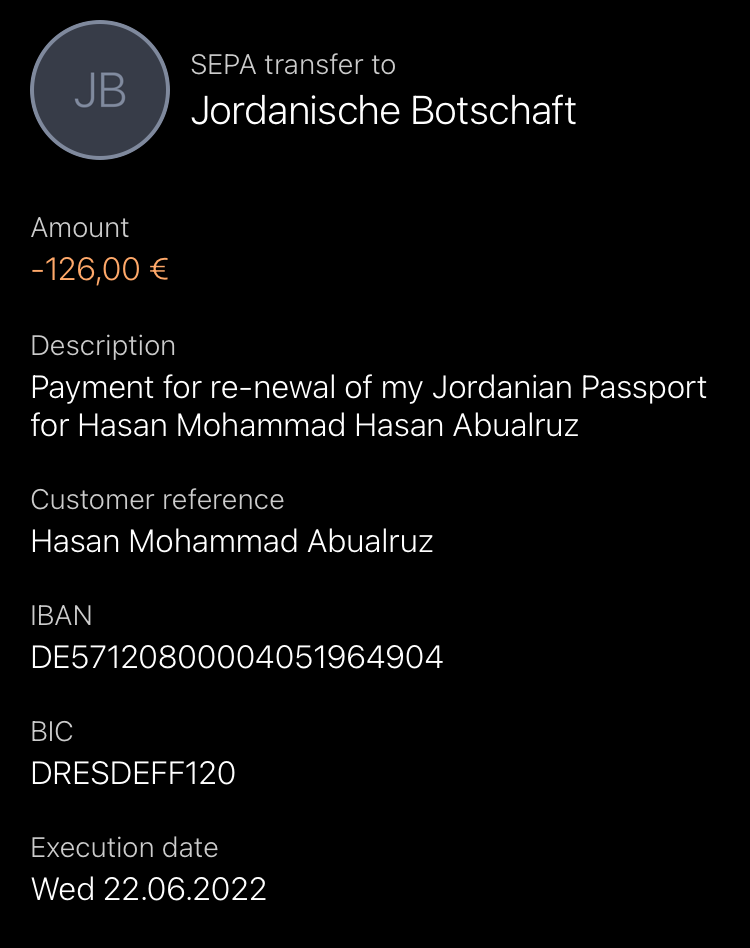 JB
SEPA transfer to
Jordanische Botschaft
Amount
-126,00 €
Description
Payment for re-newal of my Jordanian Passport
for Hasan Mohammad Hasan Abualruz
Customer reference
Hasan Mohammad Abualruz
IBAN
DE57120800004051964904
BIC
DRESDEFF120
Execution date
Wed 22.06.2022